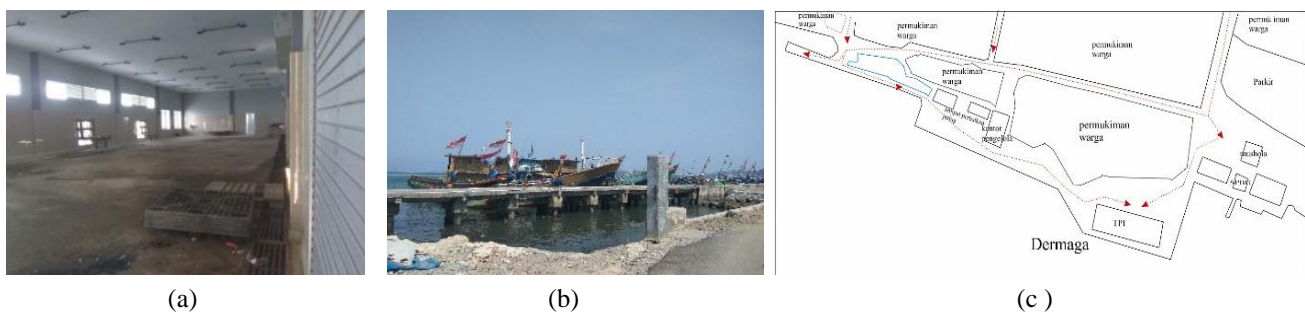 permukiman
warga
permukiman
warga
permukiman
warga
permukiman
warga
Parkir
permukiman
warga
kantor
pengelola
permukiman
warga
mushola
TPI
Dermaga
(a)
(b)
(c )